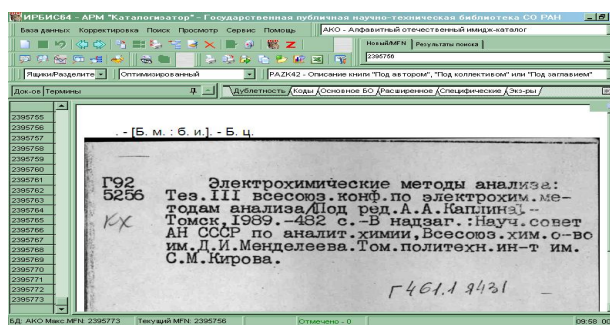 ИРБИС64 - АРМ "Каталогизатор" - Государственная публичная научно-техническая библиотека СО РАН
База данных Корректировка Поиск Просмотр Сервис Помощь АКО - Алфавитный отечественный имидж-каталог
Новый/MFN Результаты поиска
2395756
Ящики/Разделите Оптимизированный PAZK42 - Описание книги "Под автором", "Под коллективом" или "Под заглавием"
Док-ов Термины Дублетность Коды Основное БО Расширенное Специфические Экз-ры
2395755
2395756
2395757
2395758
2395759
2395760
2395761
2395762
2395763
2395764
2395765
2395766
2395767
2395768
2395769
2395770
2395771
2395772
2395773
. - [Б. м. : б. и.]. - Б. ц.
Г92 Электрохимические методы анализа:
5256 Тез.III всесоюз.конф.по электрохим.ме-
тодам анализа/Под ред.А.А.Каплина.-
Томск,1989.-482 с.-В надзаг.:Науч.совет
КХ
АН СССР по аналит.химии,Всесоюз.хим.о-во
им.Д.И.Менделеева.Том.политехн.ин-т им.
С.М.Кирова.
Г461.1 9431
БД: АКО Макс.MFN: 2395773 Текущий MFN: 2395756 Отмечено - 0 09:58